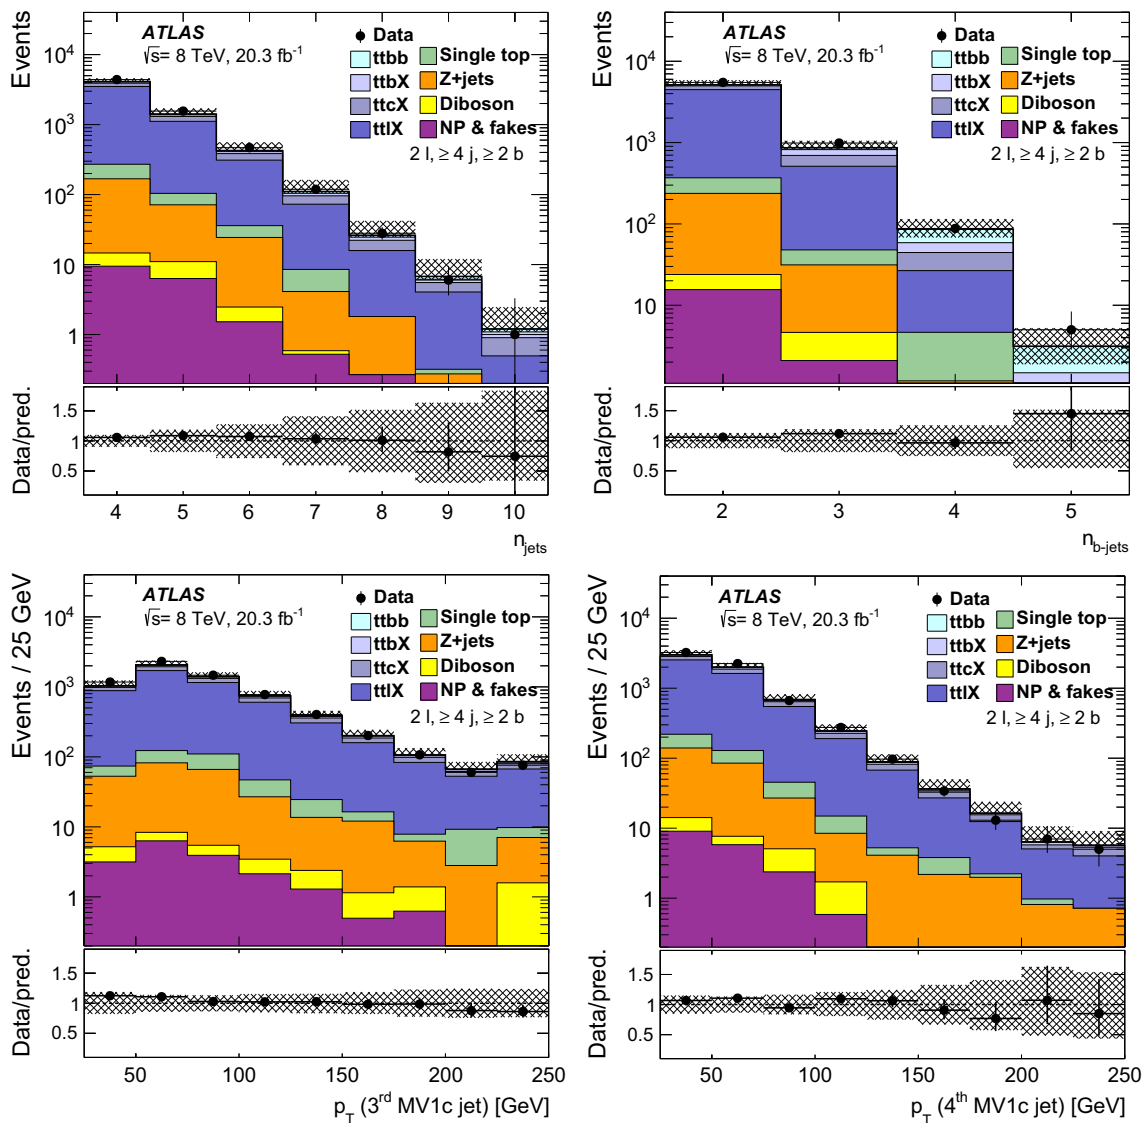 Events
10⁴
10³
10²
10
1
ATLAS
√s= 8 TeV, 20.3 fb⁻¹
Data
ttbb
ttbX
ttcX
ttlX
Single top
Z+jets
Diboson
NP & fakes
2 l, ≥ 4 j, ≥ 2 b
Data/pred.
1.5
1
0.5
4 5 6 7 8 9 10
n_jets
Events
10⁴
10³
10²
10
1
ATLAS
√s= 8 TeV, 20.3 fb⁻¹
Data
ttbb
ttbX
ttcX
ttlX
Single top
Z+jets
Diboson
NP & fakes
2 l, ≥ 4 j, ≥ 2 b
Data/pred.
1.5
1
0.5
2 3 4 5
n_b-jets
Events / 25 GeV
10⁴
10³
10²
10
1
ATLAS
√s= 8 TeV, 20.3 fb⁻¹
Data
ttbb
ttbX
ttcX
ttlX
Single top
Z+jets
Diboson
NP & fakes
2 l, ≥ 4 j, ≥ 2 b
Data/pred.
1.5
1
0.5
50 100 150 200 250
p_T (3ʳᵈ MV1c jet) [GeV]
Events / 25 GeV
10⁴
10³
10²
10
1
ATLAS
√s= 8 TeV, 20.3 fb⁻¹
Data
ttbb
ttbX
ttcX
ttlX
Single top
Z+jets
Diboson
NP & fakes
2 l, ≥ 4 j, ≥ 2 b
Data/pred.
1.5
1
0.5
50 100 150 200 250
p_T (4ᵗʰ MV1c jet) [GeV]